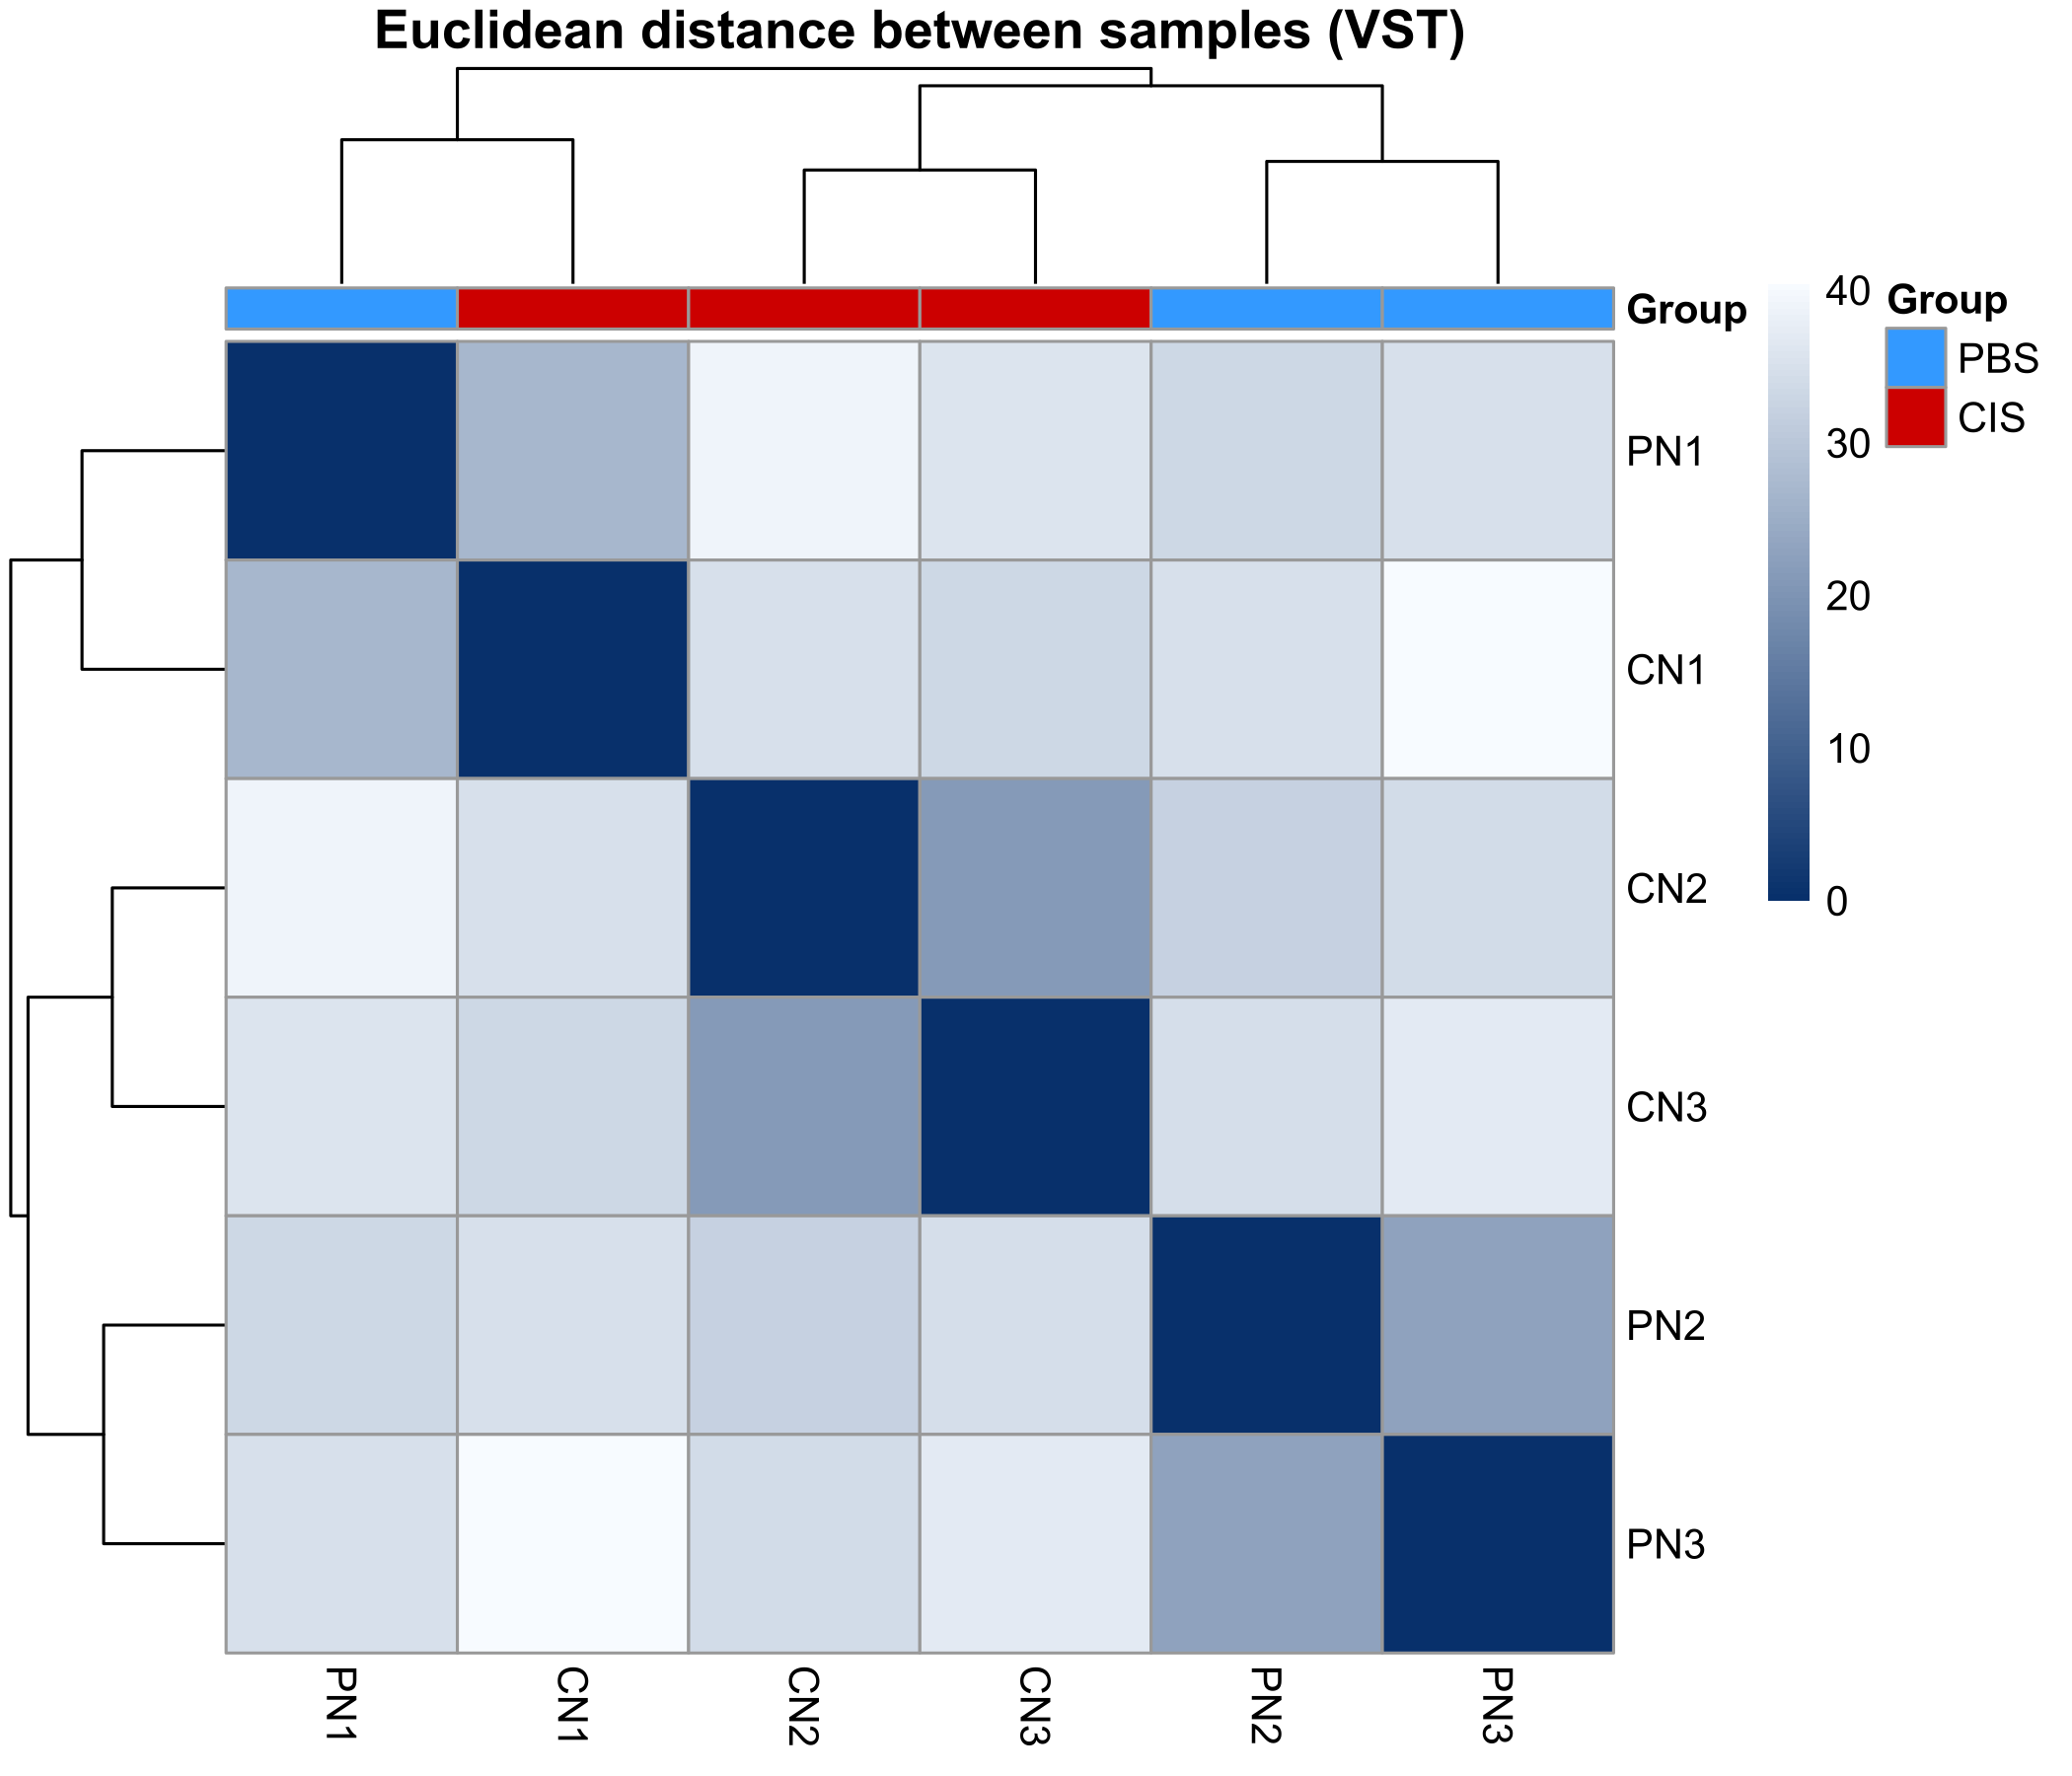 Euclidean distance between samples (VST)
Group
40
30
20
10
0
Group
PBS
CIS
PN1
CN1
CN2
CN3
PN2
PN3
PN1
CN1
CN2
CN3
PN2
PN3